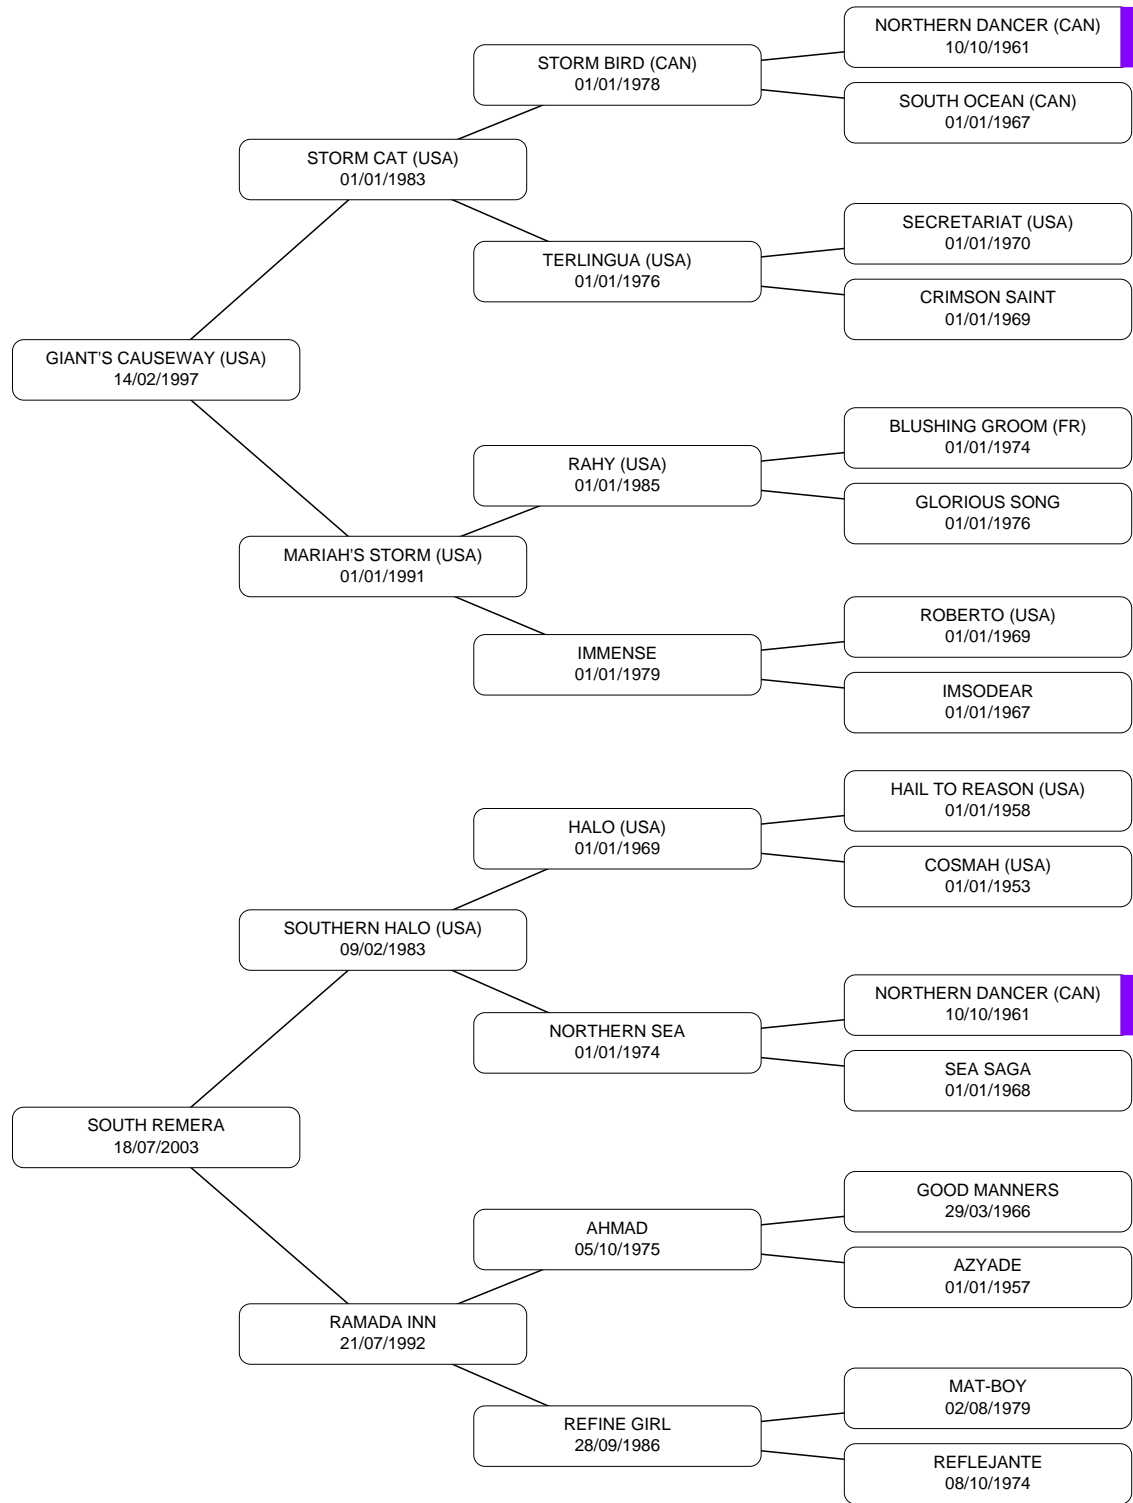 NORTHERN DANCER (CAN)
10/10/1961
STORM BIRD (CAN)
01/01/1978
SOUTH OCEAN (CAN)
01/01/1967
STORM CAT (USA)
01/01/1983
SECRETARIAT (USA)
01/01/1970
TERLINGUA (USA)
01/01/1976
CRIMSON SAINT
01/01/1969
GIANT'S CAUSEWAY (USA)
14/02/1997
BLUSHING GROOM (FR)
01/01/1974
RAHY (USA)
01/01/1985
GLORIOUS SONG
01/01/1976
MARIAH'S STORM (USA)
01/01/1991
ROBERTO (USA)
01/01/1969
IMMENSE
01/01/1979
IMSODEAR
01/01/1967
HAIL TO REASON (USA)
01/01/1958
HALO (USA)
01/01/1969
COSMAH (USA)
01/01/1953
SOUTHERN HALO (USA)
09/02/1983
NORTHERN DANCER (CAN)
10/10/1961
NORTHERN SEA
01/01/1974
SEA SAGA
01/01/1968
SOUTH REMERA
18/07/2003
GOOD MANNERS
29/03/1966
AHMAD
05/10/1975
AZYADE
01/01/1957
RAMADA INN
21/07/1992
MAT-BOY
02/08/1979
REFINE GIRL
28/09/1986
REFLEJANTE
08/10/1974